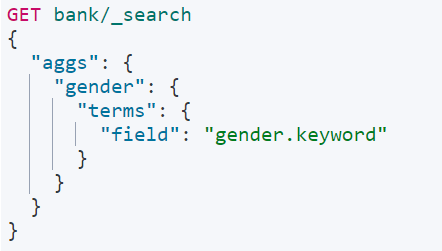 GET bank/_search
{
  "aggs": {
    "gender": {
      "terms": {
        "field": "gender.keyword"
      }
    }
  }
}